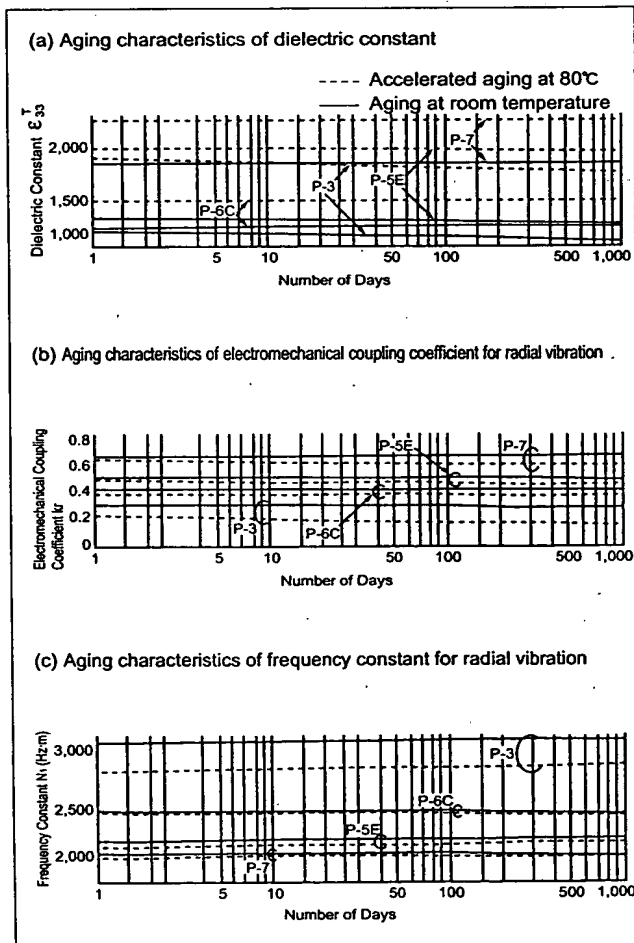 (a) Aging characteristics of dielectric constant
--- Accelerated aging at 80℃
— Aging at room temperature
Dielectric Constant ε33T
2,000
1,500
1,000
P-7
P-5E
P-3
P-6C
1 5 10 50 100 500 1,000
Number of Days
(b) Aging characteristics of electromechanical coupling coefficient for radial vibration
Electromechanical Coupling
Coefficient kr
0.8
0.6
0.4
0.2
0
P-5E
P-7
P-3
P-6C
1 5 10 50 100 500 1,000
Number of Days
(c) Aging characteristics of frequency constant for radial vibration
Frequency Constant N1 (Hz·m)
3,000
2,500
2,000
P-3
P-6C
P-5E
P-7
1 5 10 50 100 500 1,000
Number of Days